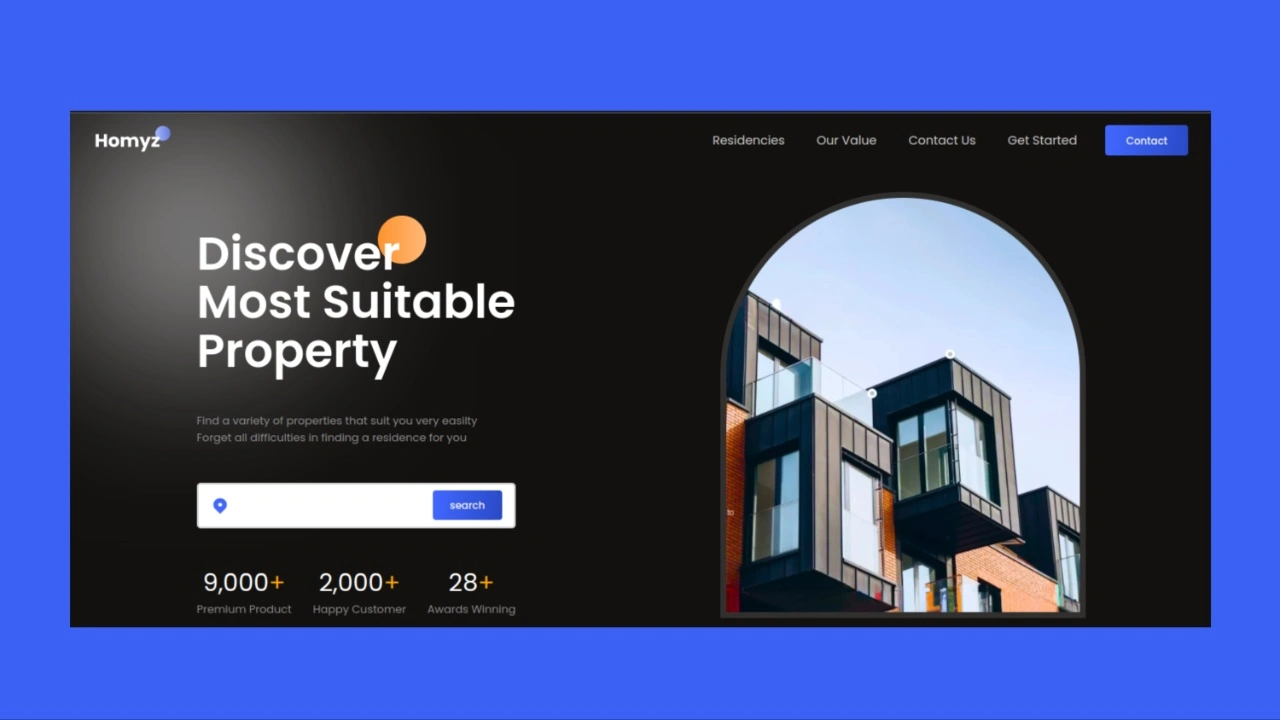 Homyz
Residencies
Our Value
Contact Us
Get Started
Contact
Discover
Most Suitable
Property
Find a variety of properties that suit you very easilty
Forget all difficulties in finding a residence for you
search
9,000+
2,000+
28+
Premium Product
Happy Customer
Awards Winning
to